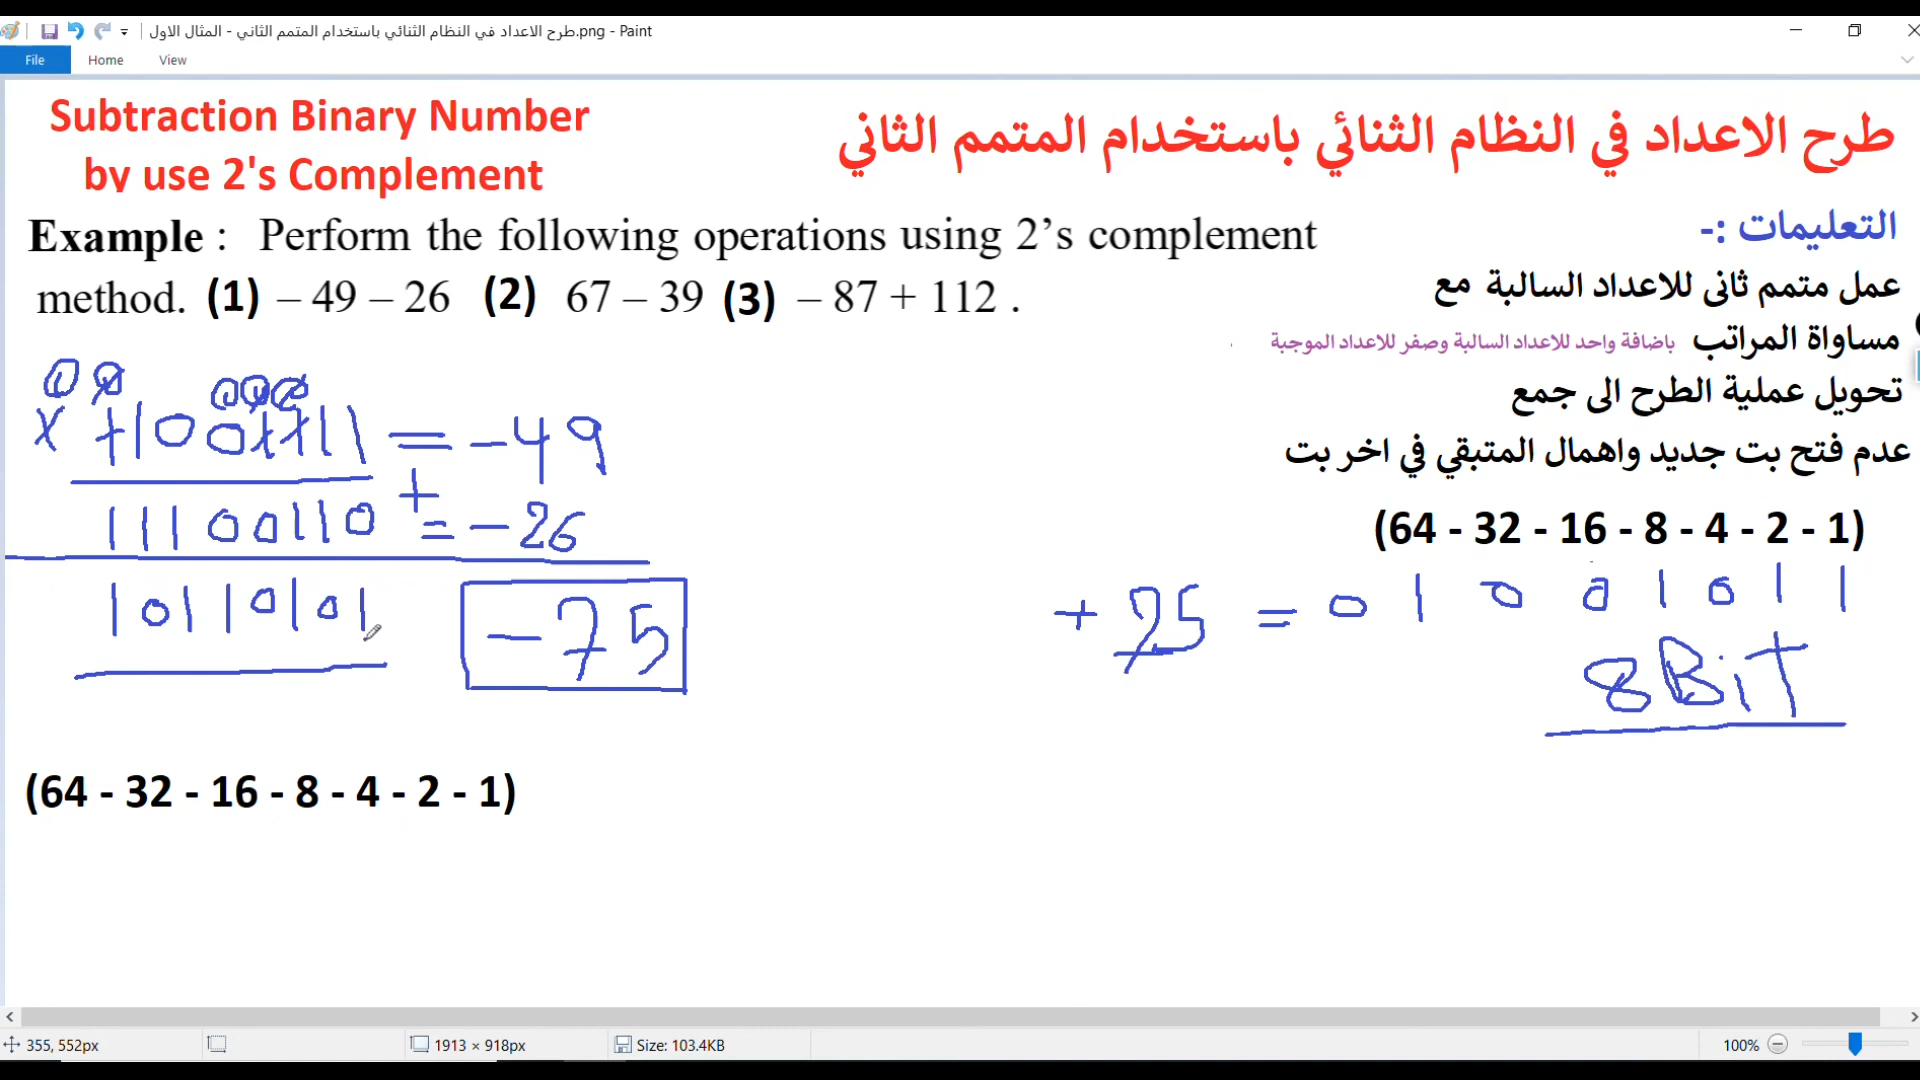 طرح الاعداد في النظام الثنائي باستخدام المتمم الثاني - المثال الاول.png - Paint
File Home View
Subtraction Binary Number
by use 2's Complement
طرح الاعداد في النظام الثنائي باستخدام المتمم الثاني
Example : Perform the following operations using 2’s complement
method. (1) – 49 – 26 (2) 67 – 39 (3) – 87 + 112 .
التعليمات :-
عمل متمم ثانى للاعداد السالبة مع
مساواة المراتب باضافة واحد للاعداد السالبة وصفر للاعداد الموجبة
تحويل عملية الطرح الى جمع
عدم فتح بت جديد واهمال المتبقي في اخر بت
11001111 = -49
+
11100110 = -26
10110101
-75
(64 - 32 - 16 - 8 - 4 - 2 - 1)
+ 75 = 0 1 0 0 1 0 1 1
8BiT
(64 - 32 - 16 - 8 - 4 - 2 - 1)
355, 552px
1913 × 918px
Size: 103.4KB
100%